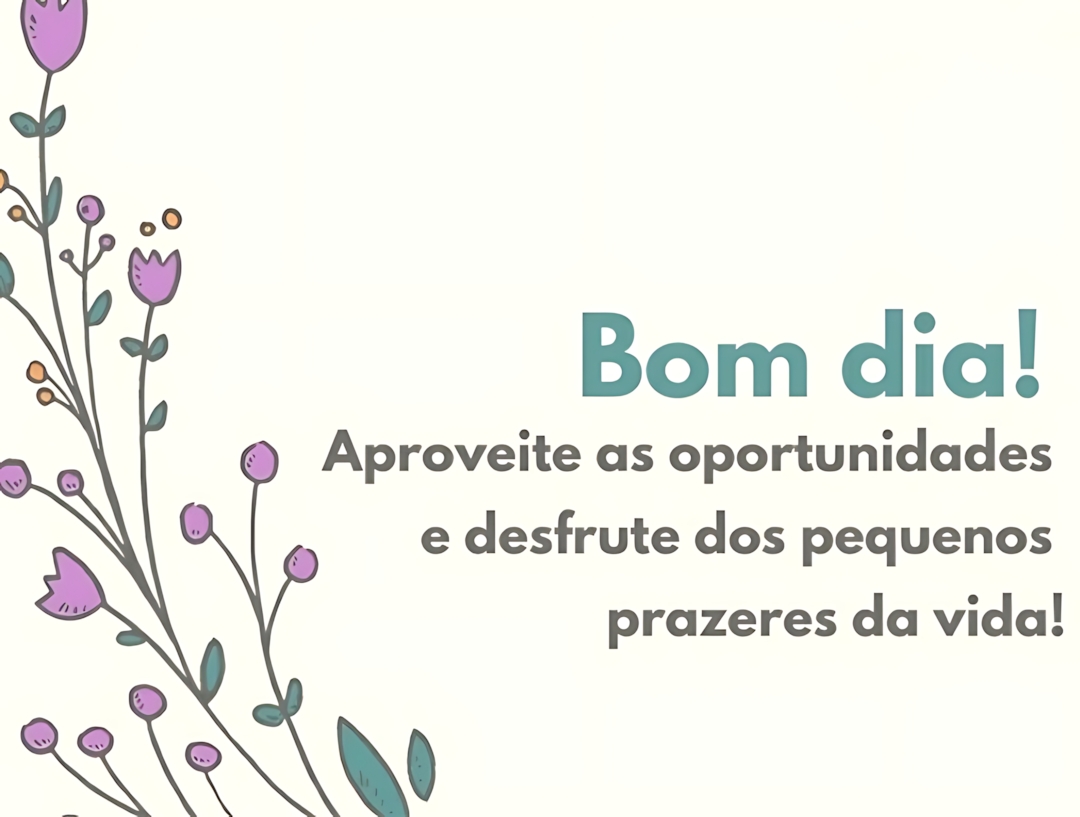 Bom dia!
Aproveite as oportunidades
e desfrute dos pequenos
prazeres da vida!